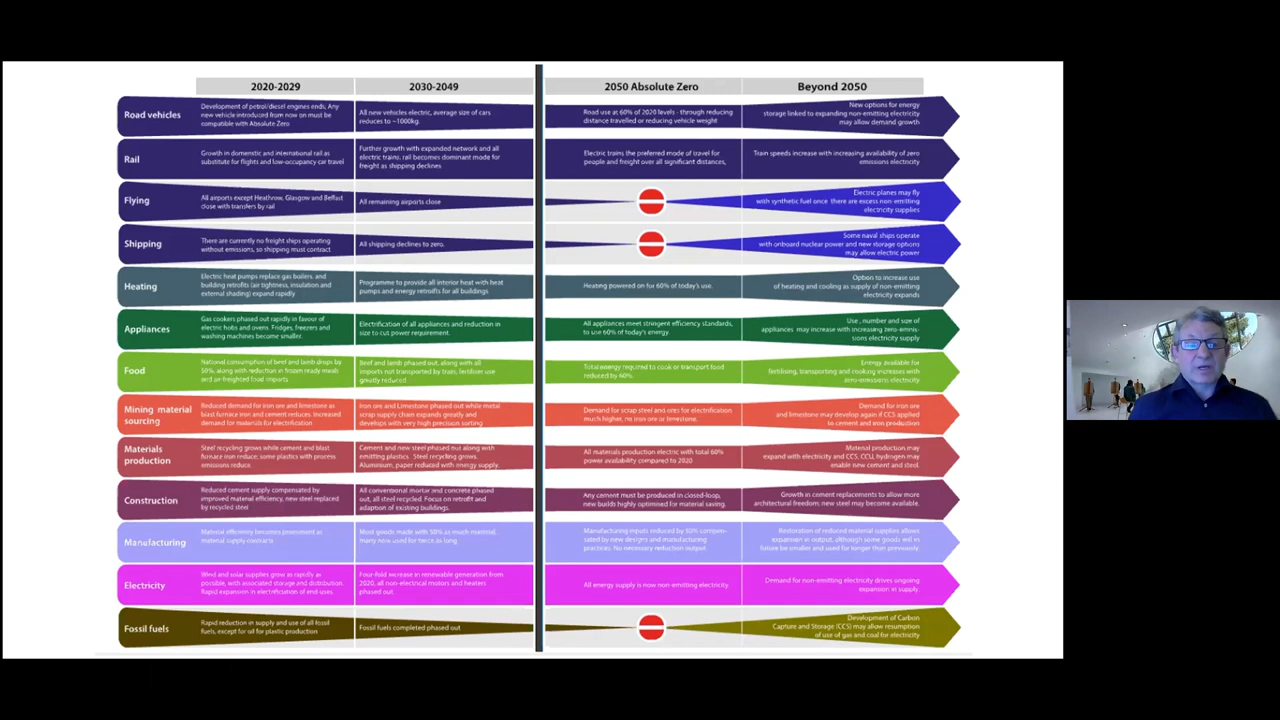 2020-2029
2030-2049
2050 Absolute Zero
Beyond 2050
Road vehicles
Development of petrol/diesel engines ends, Any
new vehicle introduced from now on must be
compatible with Absolute Zero
All new vehicles electric, average size of cars
reduces to ~1000kg.
Road use at 60% of 2020 levels - through reducing
distance travelled or reducing vehicle weight
New options for energy
storage linked to expanding non-emitting electricity
may allow demand growth
Rail
Growth in domestic and international rail as
substitute for flights and low-occupancy car travel
Further growth with expanded network and all
electric trains, rail becomes dominant mode for
freight as shipping declines
Electric trains the preferred mode of travel for
people and freight over all significant distances,
Train speeds increase with increasing availability of zero
emissions electricity
Flying
All airports except Heathrow, Glasgow and Belfast
close with transfers by rail
All remaining airports close
Electric planes may fly
with synthetic fuel once there are excess non-emitting
electricity supplies
Shipping
There are currently no freight ships operating
without emissions, so shipping must contract
All shipping declines to zero.
Some naval ships operate
with onboard nuclear power and new storage options
may allow electric power
Heating
Electric heat pumps replace gas boilers, and
building retrofits (air tightness, insulation and
external shading) expand rapidly
Programme to provide all interior heat with heat
pumps and energy retrofits for all buildings
Heating powered on for 60% of today's use.
Option to increase use
of heating and cooling as supply of non-emitting
electricity expands
Appliances
Gas cookers phased out rapidly in favour of
electric hobs and ovens. Fridges, freezers and
washing machines become smaller.
Electrification of all appliances and reduction in
size to cut power requirement.
All appliances meet stringent efficiency standards,
to use 60% of today's energy.
Use , number and size of
appliances may increase with increasing zero-emnis-
sions electricity supply
Food
National consumption of beef and lamb drops by
50%, along with reduction in frozen ready meals
and air-freighted food imports
Beef and lamb phased out, along with all
imports not transported by train, fertiliser use
greatly reduced
Total energy required to cook or transport food
reduced by 60%.
Energy available for
fertilising, transporting and cooking increases with
zero-emissions electricity
Mining material
sourcing
Reduced demand for iron ore and limestone as
blast furnace iron and cement reduces. Increased
demand for materials for electrification
Iron ore and Limestone phased out while metal
scrap supply chain expands greatly and
develops with very high precision sorting
Demand for scrap steel and ores for electrification
much higher, no iron ore or limestone.
Demand for iron ore
and limestone may develop again if CCS applied
to cement and iron production
Materials
production
Steel recycling grows while cement and blast
furnace iron reduce; some plastics with process
emissions reduce.
Cement and new steel phased out along with
emitting plastics. Steel recycling grows.
Aluminium, paper reduced with energy supply.
All materials production electric with total 60%
power availability compared to 2020
Material production may
expand with electricity and CCS, CCU, hydrogen may
enable new cement and steel.
Construction
Reduced cement supply compensated by
improved material efficiency, new steel replaced
by recycled steel
All conventional mortar and concrete phased
out, all steel recycled. Focus on retrofit and
adaption of existing buildings.
Any cement must be produced in closed-loop,
new builds highly optimised for material saving.
Growth in cement replacements to allow more
architectural freedom; new steel may be available.
Manufacturing
Material efficiency becomes promiment as
material supply contracts
Most goods made with 50% as much material,
many now used for twice as long
Manufacturing inputs reduced by 50% compen-
sated by new designs and manufacturing
practices. No necessary reduction output.
Restoration of reduced material supplies allows
expansion in output, although some goods will in
future be smaller and used for longer than previously.
Electricity
Wind and solar supplies grow as rapidly as
possible, with associated storage and distribution.
Rapid expansion in electrification of end uses.
Four-fold increase in renewable generation from
2020, all non-electrical motors and heaters
phased out.
All energy supply is now non-emitting electricity.
Demand for non-emitting electricity drives ongoing
expansion in supply.
Fossil fuels
Rapid reduction in supply and use of all fossil
fuels, except for oil for plastic production
Fossil fuels completed phased out
Development of Carbon
Capture and Storage (CCS) may allow resumption
of use of gas and coal for electricity